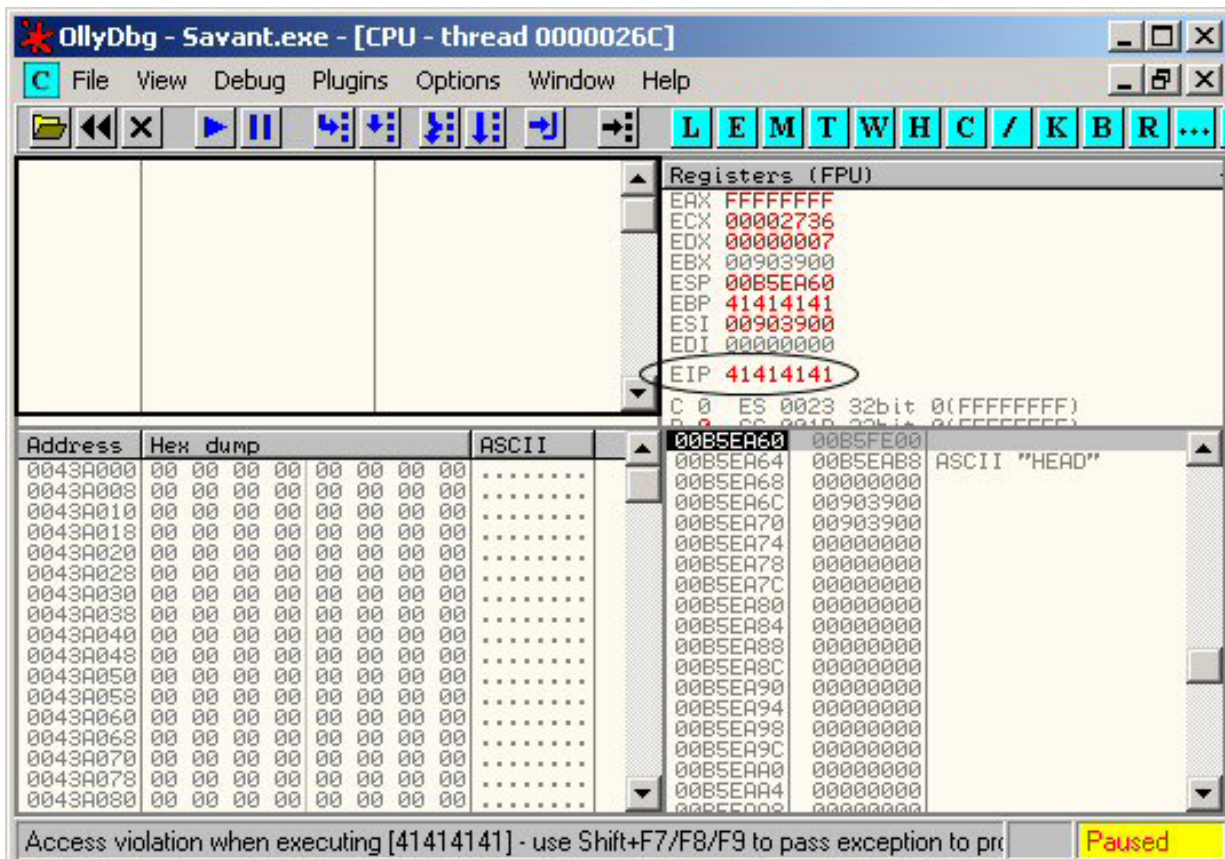 OllyDbg - Savant.exe - [CPU - thread 0000026C]
C File View Debug Plugins Options Window Help
L E M T W H C / K B R ...
Registers (FPU)
EAX FFFFFFFF
ECX 00002736
EDX 00000007
EBX 00903900
ESP 00B5EA60
EBP 41414141
ESI 00903900
EDI 00000000
EIP 41414141
C 0 ES 0023 32bit 0(FFFFFFFF)
Address Hex dump ASCII
0043A000 00 00 00 00 00 00 00 00 ........
0043A008 00 00 00 00 00 00 00 00 ........
0043A010 00 00 00 00 00 00 00 00 ........
0043A018 00 00 00 00 00 00 00 00 ........
0043A020 00 00 00 00 00 00 00 00 ........
0043A028 00 00 00 00 00 00 00 00 ........
0043A030 00 00 00 00 00 00 00 00 ........
0043A038 00 00 00 00 00 00 00 00 ........
0043A040 00 00 00 00 00 00 00 00 ........
0043A048 00 00 00 00 00 00 00 00 ........
0043A050 00 00 00 00 00 00 00 00 ........
0043A058 00 00 00 00 00 00 00 00 ........
0043A060 00 00 00 00 00 00 00 00 ........
0043A068 00 00 00 00 00 00 00 00 ........
0043A070 00 00 00 00 00 00 00 00 ........
0043A078 00 00 00 00 00 00 00 00 ........
0043A080 00 00 00 00 00 00 00 00 ........
00B5EA60 00B5FE00
00B5EA64 00B5EAB8 ASCII "HEAD"
00B5EA68 00000000
00B5EA6C 00903900
00B5EA70 00903900
00B5EA74 00000000
00B5EA78 00000000
00B5EA7C 00000000
00B5EA80 00000000
00B5EA84 00000000
00B5EA88 00000000
00B5EA8C 00000000
00B5EA90 00000000
00B5EA94 00000000
00B5EA98 00000000
00B5EA9C 00000000
00B5EAA0 00000000
00B5EAA4 00000000
Access violation when executing [41414141] - use Shift+F7/F8/F9 to pass exception to pro
Paused